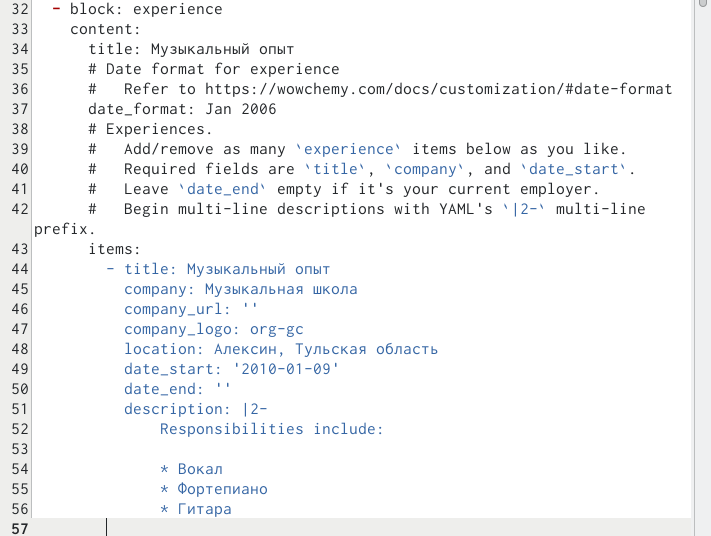 32   - block: experience
33     content:
34       title: Музыкальный опыт
35       # Date format for experience
36       #   Refer to https://wowchemy.com/docs/customization/#date-format
37       date_format: Jan 2006
38       # Experiences.
39       #   Add/remove as many `experience` items below as you like.
40       #   Required fields are `title`, `company`, and `date_start`.
41       #   Leave `date_end` empty if it's your current employer.
42       #   Begin multi-line descriptions with YAML's `|2-` multi-line
prefix.
43       items:
44         - title: Музыкальный опыт
45           company: Музыкальная школа
46           company_url: ''
47           company_logo: org-gc
48           location: Алексин, Тульская область
49           date_start: '2010-01-09'
50           date_end: ''
51           description: |2-
52               Responsibilities include:
53
54               * Вокал
55               * Фортепиано
56               * Гитара
57